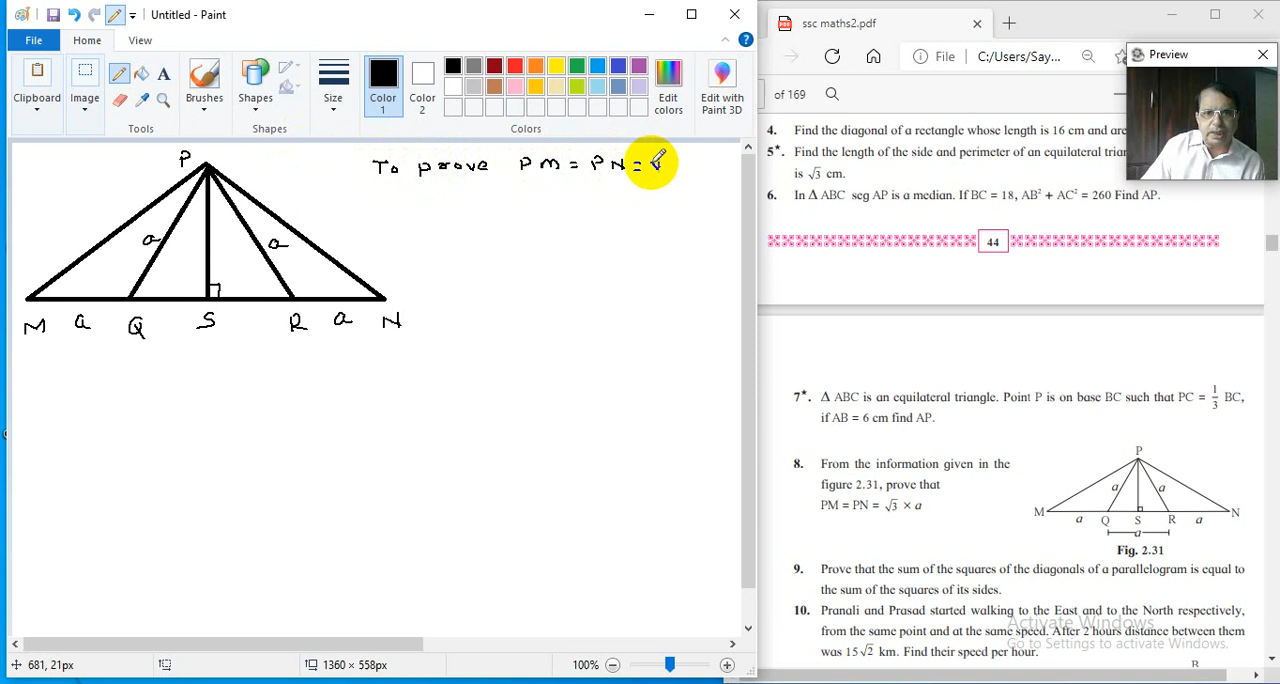 Untitled - Paint
File
Home
View
Clipboard
Image
Tools
Brushes
Shapes
Shapes
Size
Color 1
Color 2
Edit colors
Colors
Edit with Paint 3D
To prove PM = PN = √
P
a
a
M a Q S R a N
681, 21px
1360 × 558px
100%
ssc maths2.pdf
File
C:/Users/Say...
Preview
of 169
4. Find the diagonal of a rectangle whose length is 16 cm and are
5*. Find the length of the side and perimeter of an equilateral trian
is √3 cm.
6. In Δ ABC seg AP is a median. If BC = 18, AB² + AC² = 260 Find AP.
44
7*. Δ ABC is an equilateral triangle. Point P is on base BC such that PC = 1/3 BC,
if AB = 6 cm find AP.
8. From the information given in the
figure 2.31, prove that
PM = PN = √3 × a
P
a
a
M a Q S R a N
a
Fig. 2.31
9. Prove that the sum of the squares of the diagonals of a parallelogram is equal to
the sum of the squares of its sides.
10. Pranali and Prasad started walking to the East and to the North respectively,
from the same point and at the same speed. After 2 hours distance between them
was 15√2 km. Find their speed per hour.
Activate Windows
Go to Settings to activate Windows.